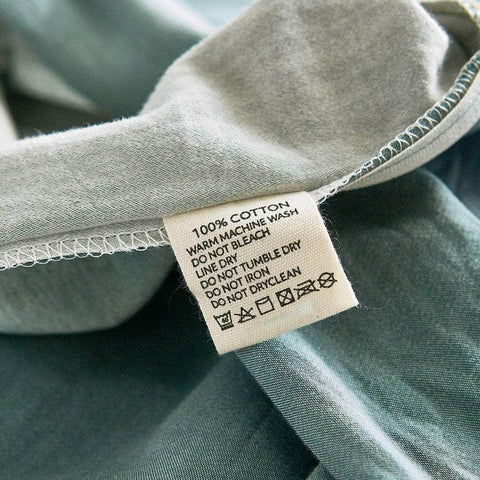 100% COTTON
WARM MACHINE WASH
DO NOT BLEACH
LINE DRY
DO NOT TUMBLE DRY
DO NOT IRON
DO NOT DRYCLEAN